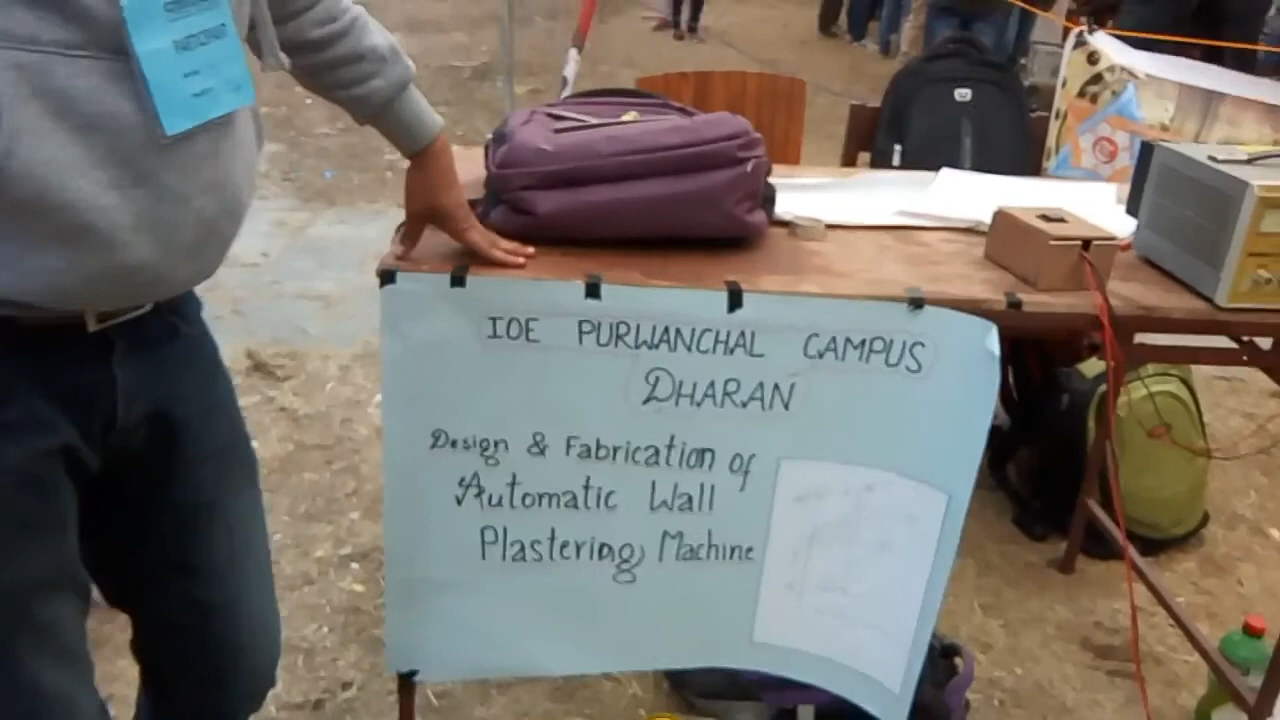 IOE PURWANCHAL CAMPUS
DHARAN
Design & Fabrication of
Automatic Wall
Plastering Machine